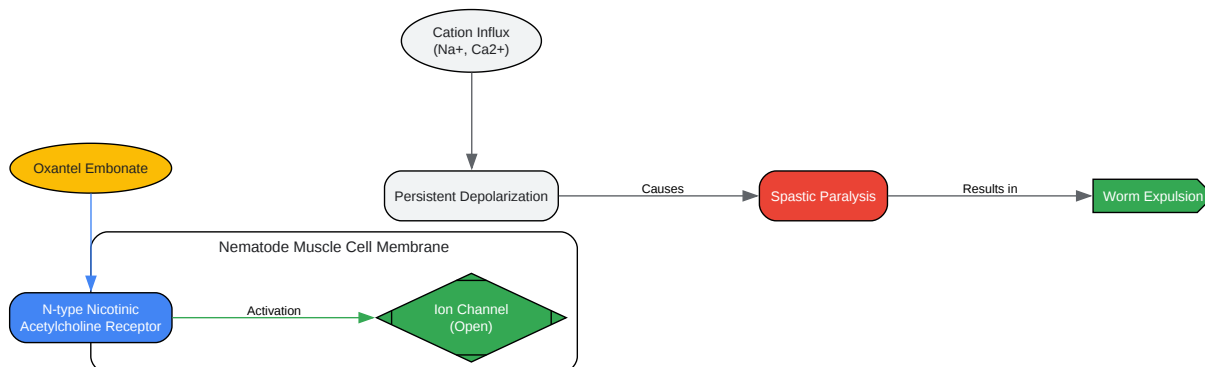 Cation Influx
(Na+, Ca2+)
Oxantel Embonate
Persistent Depolarization
Causes
Spastic Paralysis
Results in
Worm Expulsion
Nematode Muscle Cell Membrane
N-type Nicotinic
Acetylcholine Receptor
Activation
Ion Channel
(Open)